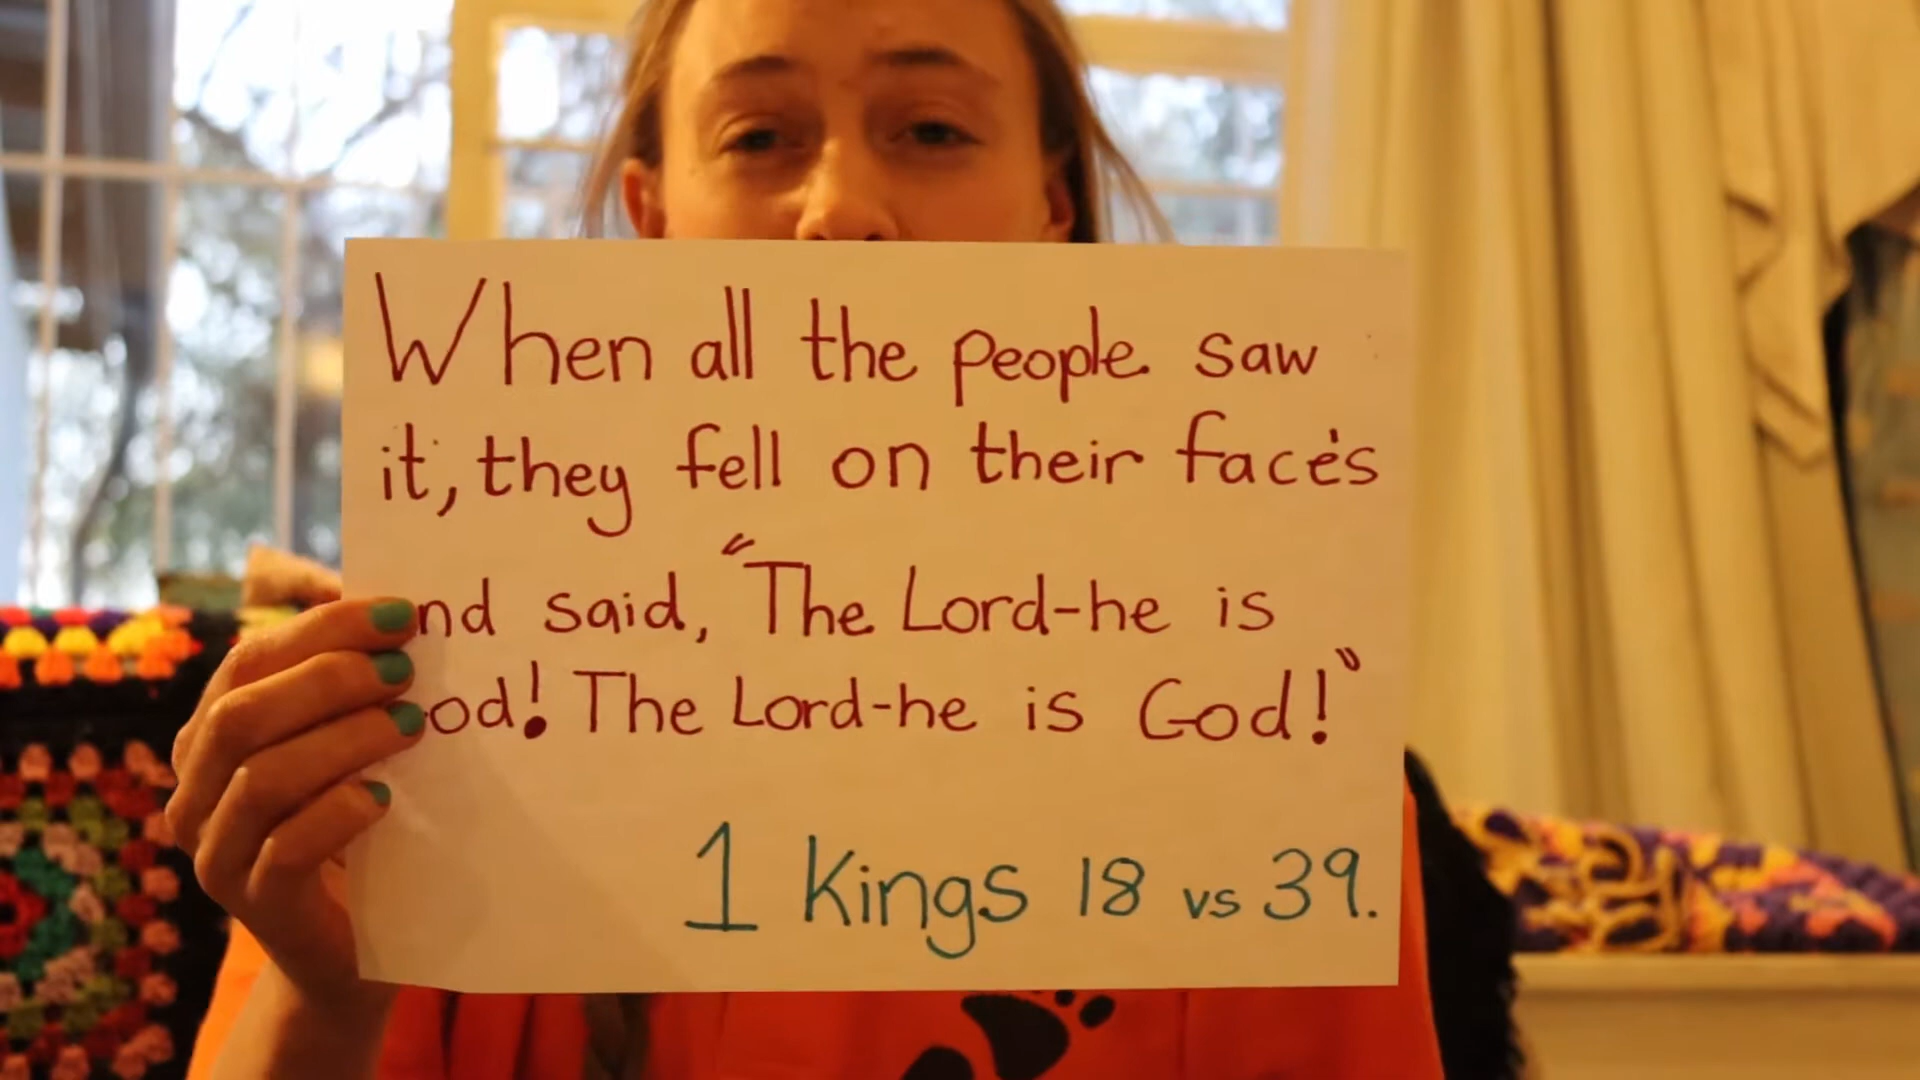 When all the people saw
it, they fell on their faces
nd said, "The Lord-he is
od! The Lord-he is God!"
1 Kings 18 vs 39.